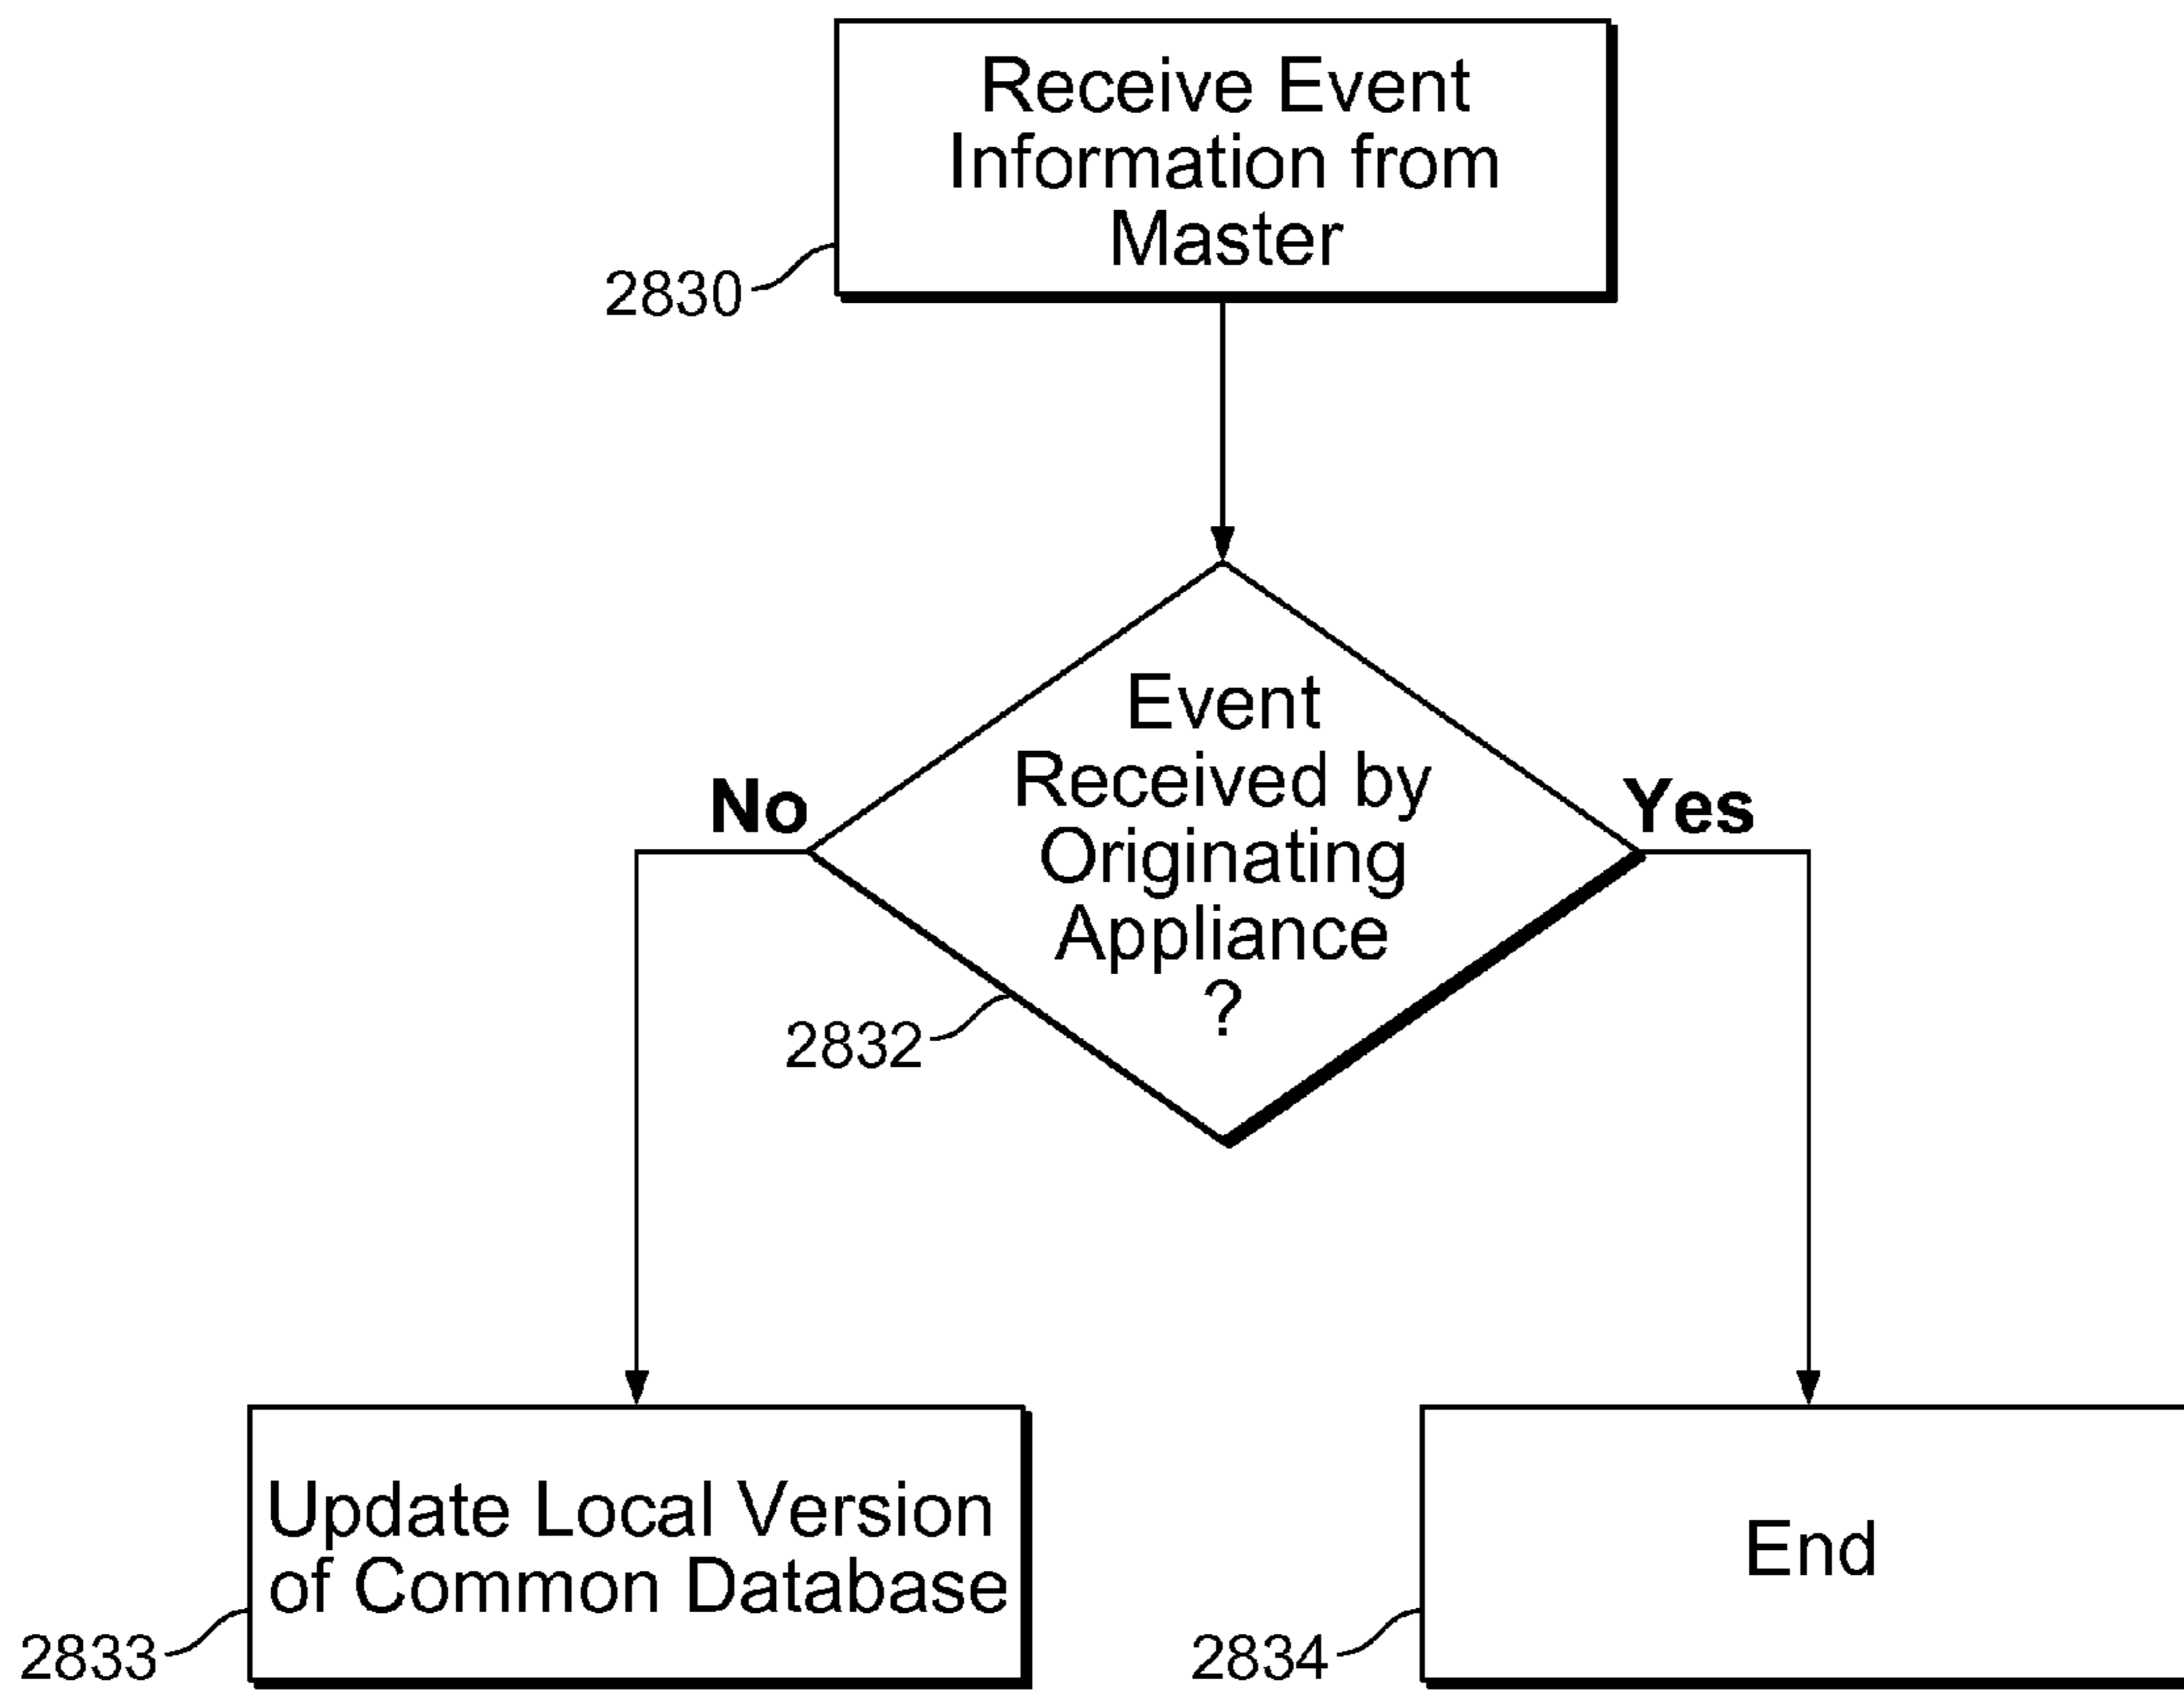 Receive Event
Information from
Master
2830
Event
Received by
Originating
Appliance
?
No
Yes
2832
Update Local Version
of Common Database
2833
End
2834